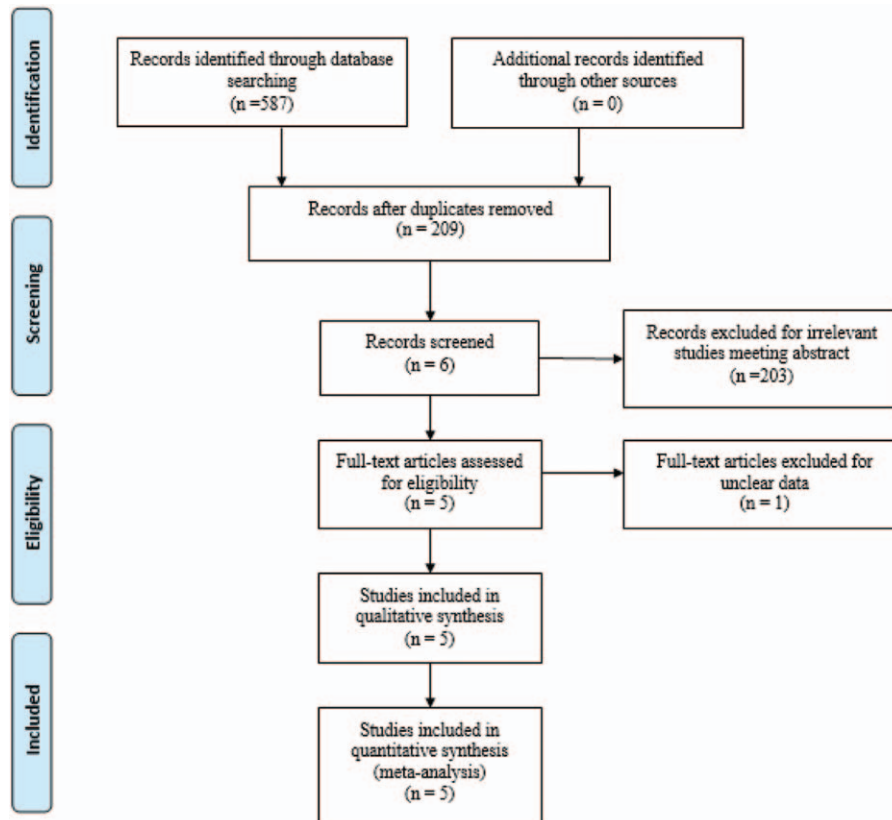 Identification
Records identified through database
searching
(n =587)
Additional records identified
through other sources
(n = 0)
Records after duplicates removed
(n = 209)
Screening
Records screened
(n = 6)
Records excluded for irrelevant
studies meeting abstract
(n =203)
Eligibility
Full-text articles assessed
for eligibility
(n = 5)
Full-text articles excluded for
unclear data
(n = 1)
Studies included in
qualitative synthesis
(n = 5)
Included
Studies included in
quantitative synthesis
(meta-analysis)
(n = 5)